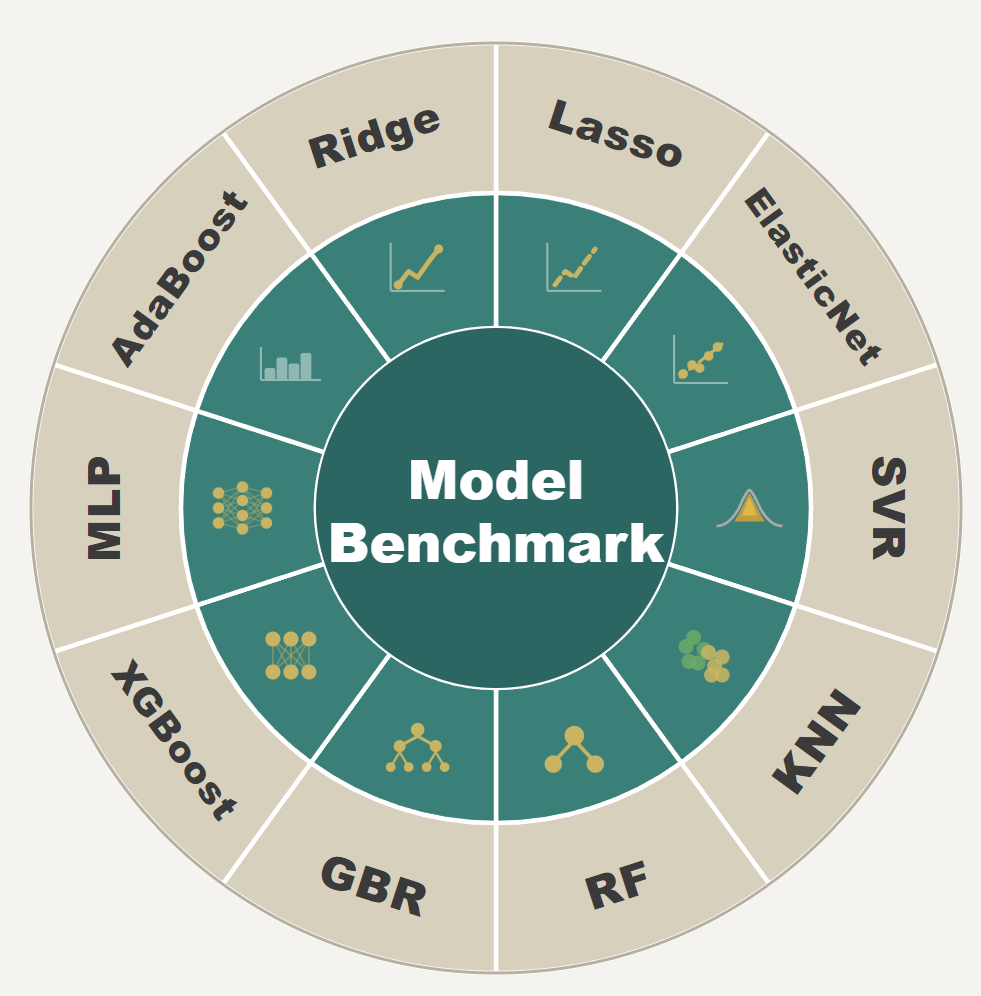 Model
Benchmark
Lasso
ElasticNet
SVR
KNN
RF
GBR
XGBoost
MLP
AdaBoost
Ridge